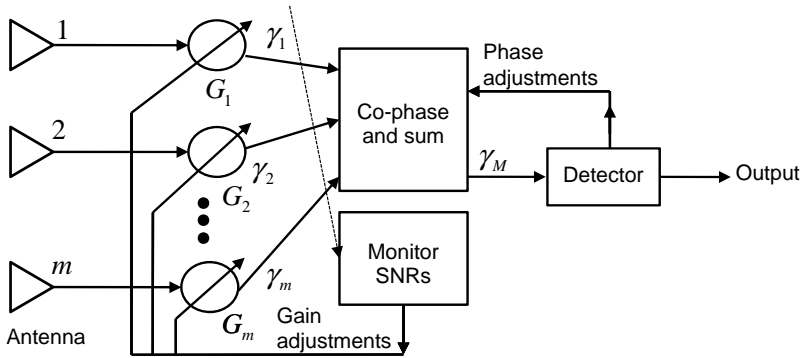 1
γ1
G1
Phase
adjustments
Co-phase
and sum
2
γ2
G2
γM
Detector
Output
m
γm
Gm
Monitor
SNRs
Antenna
Gain
adjustments